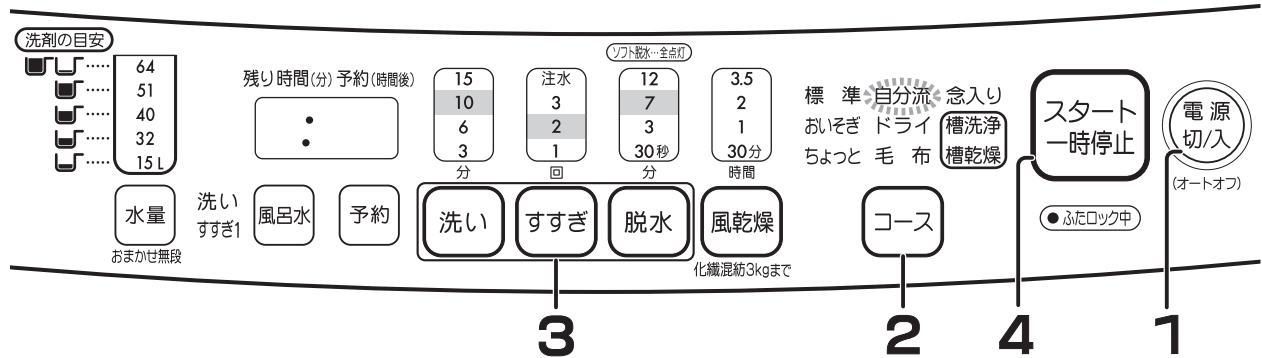 洗剤の目安
64
51
40
32
15L
水量
おまかせ無段
残り時間(分) 予約(時間後)
:
洗い
すすぎ1
風呂水
予約
15
10
6
3
分
洗い
注水
3
2
1
回
すすぎ
ソフト脱水…全点灯
12
7
3
30秒
分
脱水
3.5
2
1
30分
時間
風乾燥
化繊混紡3kgまで
標準 自分流 念入り
おいそぎ ドライ 槽洗浄
ちょっと 毛布 槽乾燥
コース
スタート
一時停止
ふたロック中
電源
切/入
(オートオフ)
3
2
4
1